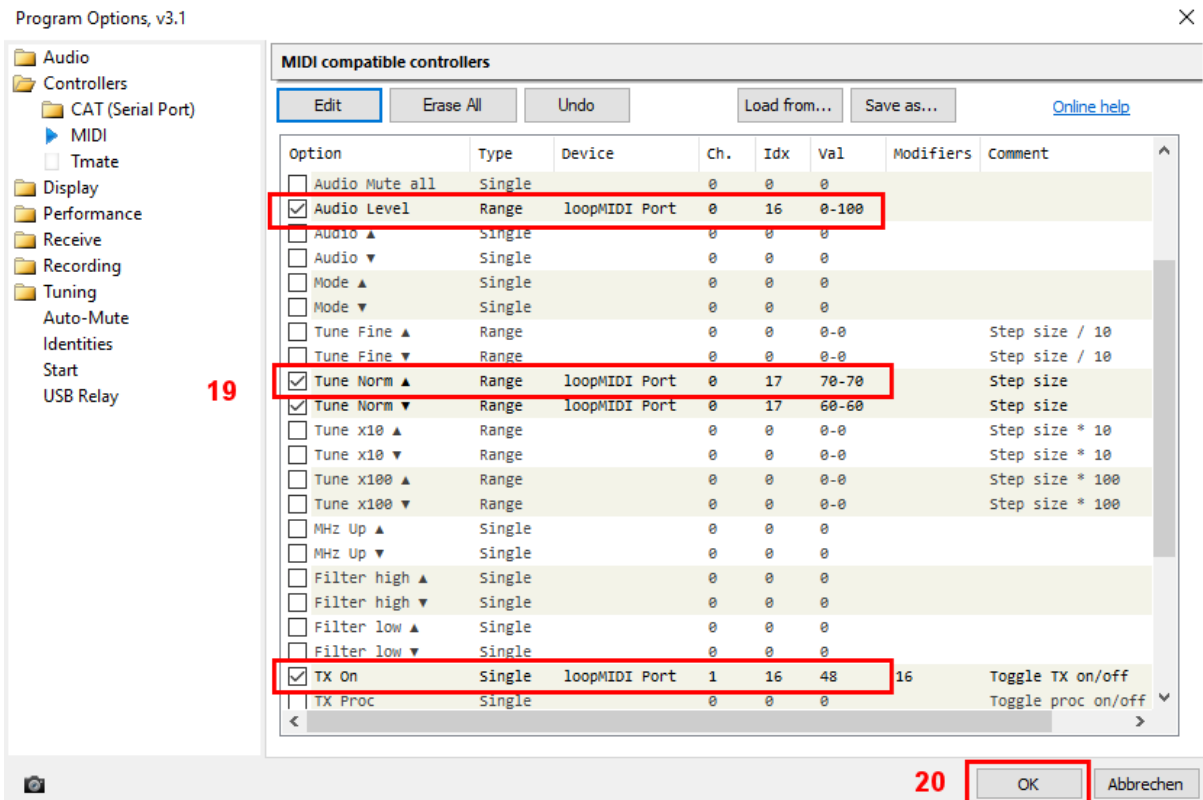 Program Options, v3.1
Audio
Controllers
CAT (Serial Port)
MIDI
Tmate
Display
Performance
Receive
Recording
Tuning
Auto-Mute
Identities
Start
USB Relay
19
MIDI compatible controllers
Edit Erase All Undo Load from... Save as... Online help
Option Type Device Ch. Idx Val Modifiers Comment
Audio Mute all Single 0 0 0
Audio Level Range loopMIDI Port 0 16 0-100
Audio ▲ Single 0 0 0
Audio ▼ Single 0 0 0
Mode ▲ Single 0 0 0
Mode ▼ Single 0 0 0
Tune Fine ▲ Range 0 0 0-0 Step size / 10
Tune Fine ▼ Range 0 0 0-0 Step size / 10
Tune Norm ▲ Range loopMIDI Port 0 17 70-70 Step size
Tune Norm ▼ Range loopMIDI Port 0 17 60-60 Step size
Tune x10 ▲ Range 0 0 0-0 Step size * 10
Tune x10 ▼ Range 0 0 0-0 Step size * 10
Tune x100 ▲ Range 0 0 0-0 Step size * 100
Tune x100 ▼ Range 0 0 0-0 Step size * 100
MHz Up ▲ Single 0 0 0
MHz Up ▼ Single 0 0 0
Filter high ▲ Single 0 0 0
Filter high ▼ Single 0 0 0
Filter low ▲ Single 0 0 0
Filter low ▼ Single 0 0 0
TX On Single loopMIDI Port 1 16 48 16 Toggle TX on/off
TX Proc Single 0 0 0 Toggle proc on/off
20 OK Abbrechen